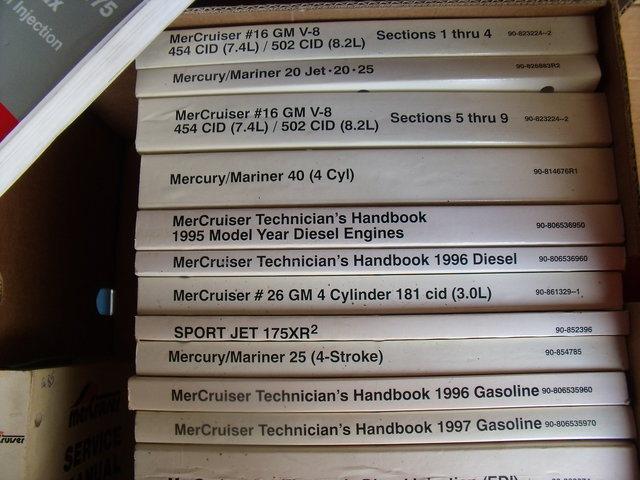 75
Injection
MerCruiser #16 GM V-8
454 CID (7.4L) / 502 CID (8.2L) Sections 1 thru 4 90-823224--2
Mercury/Mariner 20 Jet·20·25 90-826883R2
MerCruiser #16 GM V-8
454 CID (7.4L) / 502 CID (8.2L) Sections 5 thru 9 90-823224--2
Mercury/Mariner 40 (4 Cyl) 90-814676R1
MerCruiser Technician's Handbook
1995 Model Year Diesel Engines 90-806536950
MerCruiser Technician's Handbook 1996 Diesel 90-806536960
MerCruiser # 26 GM 4 Cylinder 181 cid (3.0L) 90-861329--1
SPORT JET 175XR2 90-852396
Mercury/Mariner 25 (4-Stroke) 90-854785
MerCruiser Technician's Handbook 1996 Gasoline 90-806535960
MerCruiser Technician's Handbook 1997 Gasoline 90-806535970
Injection (EFI)
merCruiser
SERVICE
MANUAL